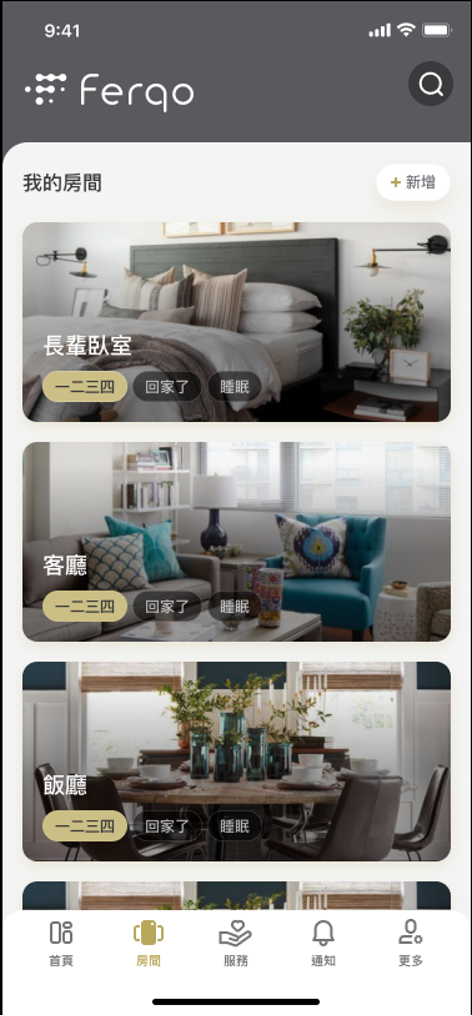 9:41
Ferqo
我的房間
+ 新增
長輩臥室
一二三四 回家了 睡眠
客廳
一二三四 回家了 睡眠
飯廳
一二三四 回家了 睡眠
首頁 房間 服務 通知 更多